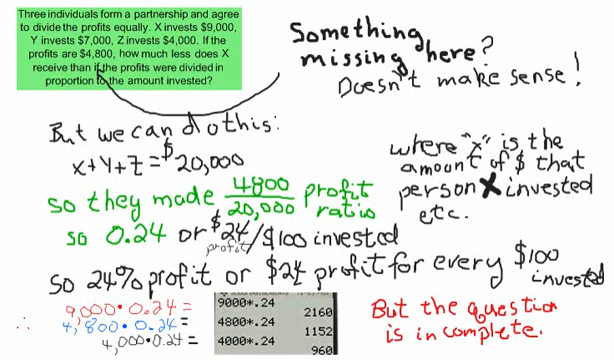 Three individuals form a partnership and agree
to divide the profits equally. X invests $9,000,
Y invests $7,000, Z invests $4,000. If the
profits are $4,800, how much less does X
receive than if the profits were divided in
proportion to the amount invested?
Something
missing here?
Doesn't make sense!
But we can do this:
x+y+z=$20,000
where "x" is the
amount of $ that
person X invested
etc.
so they made 4800/20,000 profit
ratio
so 0.24 or $24/$100 invested
profit
so 24% profit or $24 profit for every $100
invested
∴ 9,000·0.24=
4,800·0.24=
4,000·0.24=
9000*.24
2160
4800*.24
1152
4000*.24
960
But the question
is incomplete.